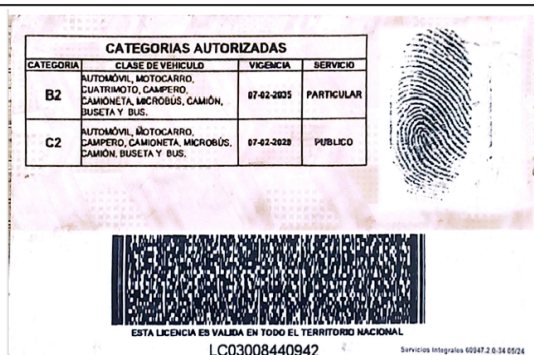 CATEGORIAS AUTORIZADAS
CATEGORIA CLASE DE VEHICULO VIGENCIA SERVICIO
B2 AUTOMÓVIL, MOTOCARRO, CUATRIMOTO, CAMPERO, CAMIONETA, MICROBÚS, CAMIÓN, BUSETA Y BUS. 07-02-2035 PARTICULAR
C2 AUTOMÓVIL, MOTOCARRO, CAMPERO, CAMIONETA, MICROBÚS, CAMIÓN, BUSETA Y BUS. 07-02-2028 PUBLICO
ESTA LICENCIA ES VALIDA EN TODO EL TERRITORIO NACIONAL
LC03008440942
Servicios Integrales